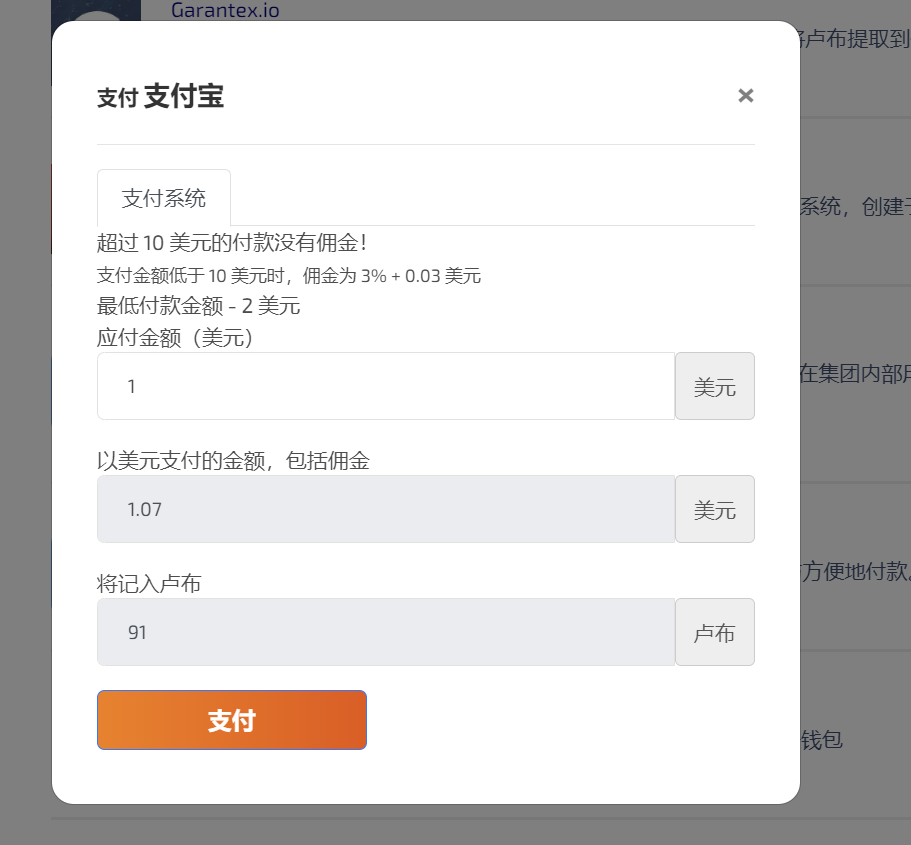 Garantex.io
卢布提取到
支付 支付宝
×
支付系统
系统，创建于
超过 10 美元的付款没有佣金！
支付金额低于 10 美元时，佣金为 3% + 0.03 美元
最低付款金额 - 2 美元
应付金额（美元）
在集团内部用
1
美元
以美元支付的金额，包括佣金
1.07
美元
方便地付款。
将记入卢布
91
卢布
支付
钱包